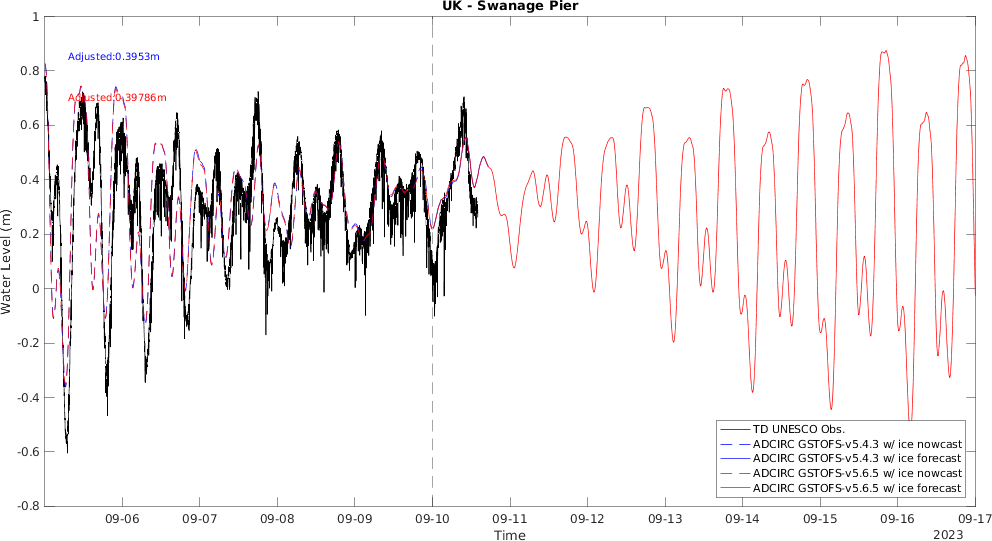 UK - Swanage Pier
1
0.8
0.6
0.4
0.2
0
-0.2
-0.4
-0.6
-0.8
Water Level (m)
Adjusted:0.3953m
Adjusted:0.39786m
TD UNESCO Obs.
ADCIRC GSTOFS-v5.4.3 w/ ice nowcast
ADCIRC GSTOFS-v5.4.3 w/ ice forecast
ADCIRC GSTOFS-v5.6.5 w/ ice nowcast
ADCIRC GSTOFS-v5.6.5 w/ ice forecast
09-06 09-07 09-08 09-09 09-10 09-11 09-12 09-13 09-14 09-15 09-16 09-17
Time
2023